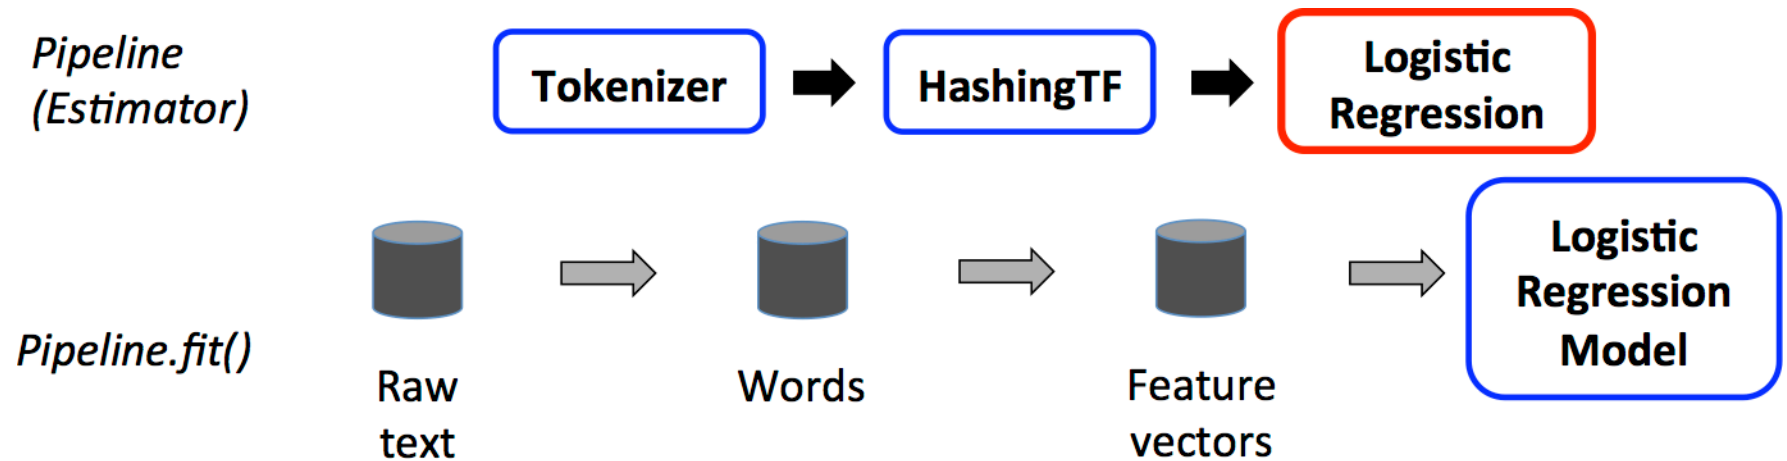 Pipeline
(Estimator)
Tokenizer
HashingTF
Logistic
Regression
Pipeline.fit()
Raw
text
Words
Feature
vectors
Logistic
Regression
Model